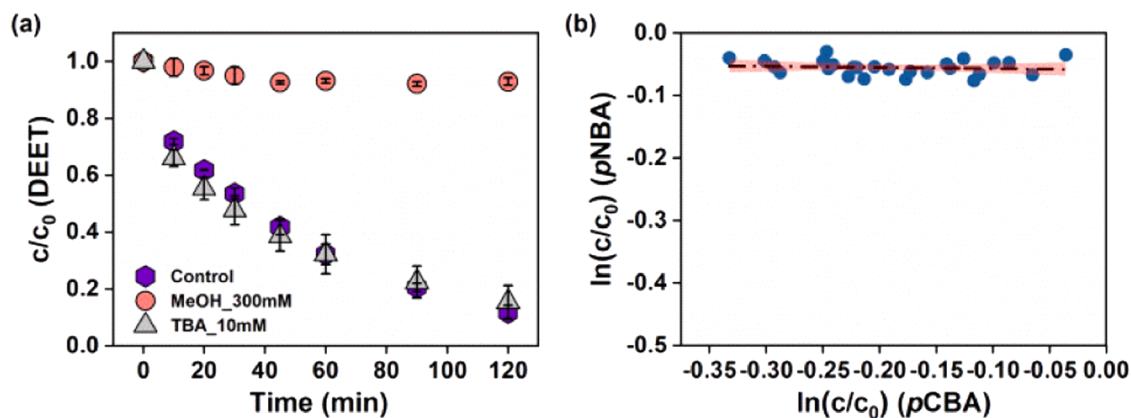 (a)
1.0
0.8
0.6
0.4
0.2
0.0
c/c0 (DEET)
Control
MeOH_300mM
TBA_10mM
0 20 40 60 80 100 120
Time (min)
(b)
0.0
-0.1
-0.2
-0.3
-0.4
-0.5
ln(c/c0) (pNBA)
-0.35 -0.30 -0.25 -0.20 -0.15 -0.10 -0.05 0.00
ln(c/c0) (pCBA)